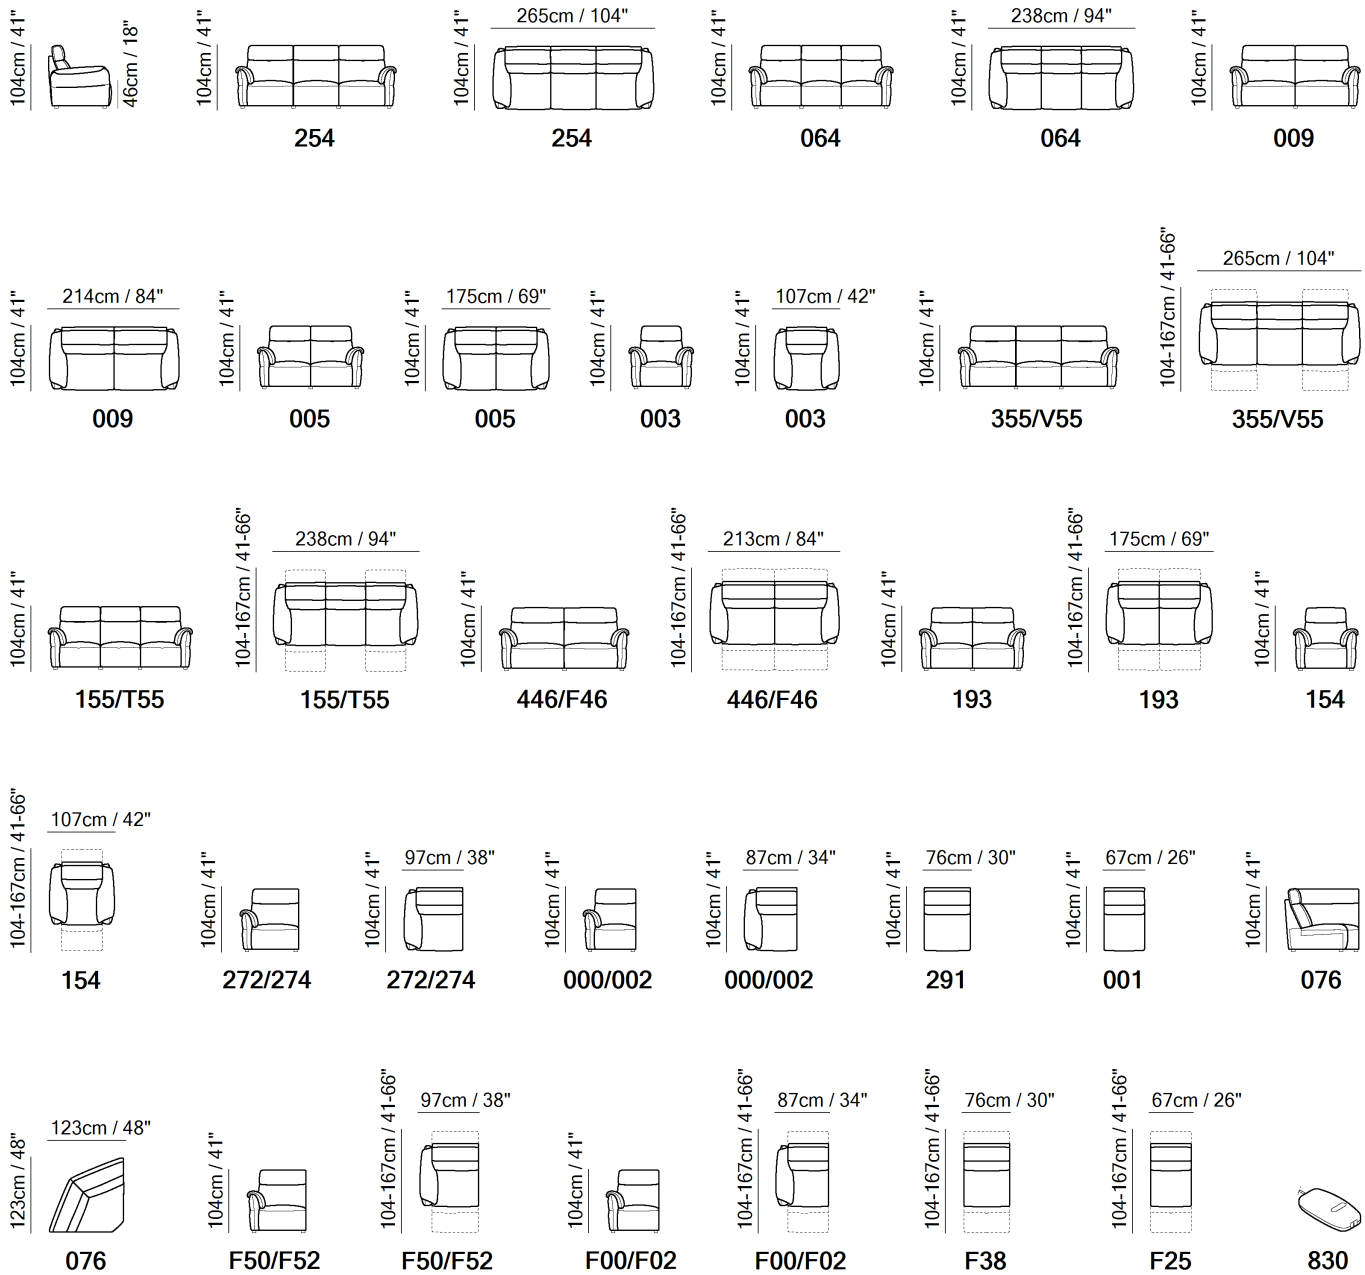 104cm / 41" 46cm / 18" 104cm / 41" 104cm / 41" 265cm / 104" 104cm / 41" 104cm / 41" 238cm / 94" 104cm / 41"
254 254 064 064 009
104cm / 41" 214cm / 84" 104cm / 41" 104cm / 41" 175cm / 69" 104cm / 41" 104cm / 41" 107cm / 42" 104cm / 41" 104-167cm / 41-66" 265cm / 104"
009 005 005 003 003 355/V55 355/V55
104cm / 41" 104-167cm / 41-66" 238cm / 94" 104cm / 41" 104-167cm / 41-66" 213cm / 84" 104cm / 41" 104-167cm / 41-66" 175cm / 69" 104cm / 41"
155/T55 155/T55 446/F46 446/F46 193 193 154
104-167cm / 41-66" 107cm / 42" 104cm / 41" 104cm / 41" 97cm / 38" 104cm / 41" 104cm / 41" 87cm / 34" 104cm / 41" 76cm / 30" 104cm / 41" 67cm / 26" 104cm / 41"
154 272/274 272/274 000/002 000/002 291 001 076
123cm / 48" 123cm / 48" 104cm / 41" 104-167cm / 41-66" 97cm / 38" 104cm / 41" 104-167cm / 41-66" 87cm / 34" 104-167cm / 41-66" 76cm / 30" 104-167cm / 41-66" 67cm / 26"
076 F50/F52 F50/F52 F00/F02 F00/F02 F38 F25 830